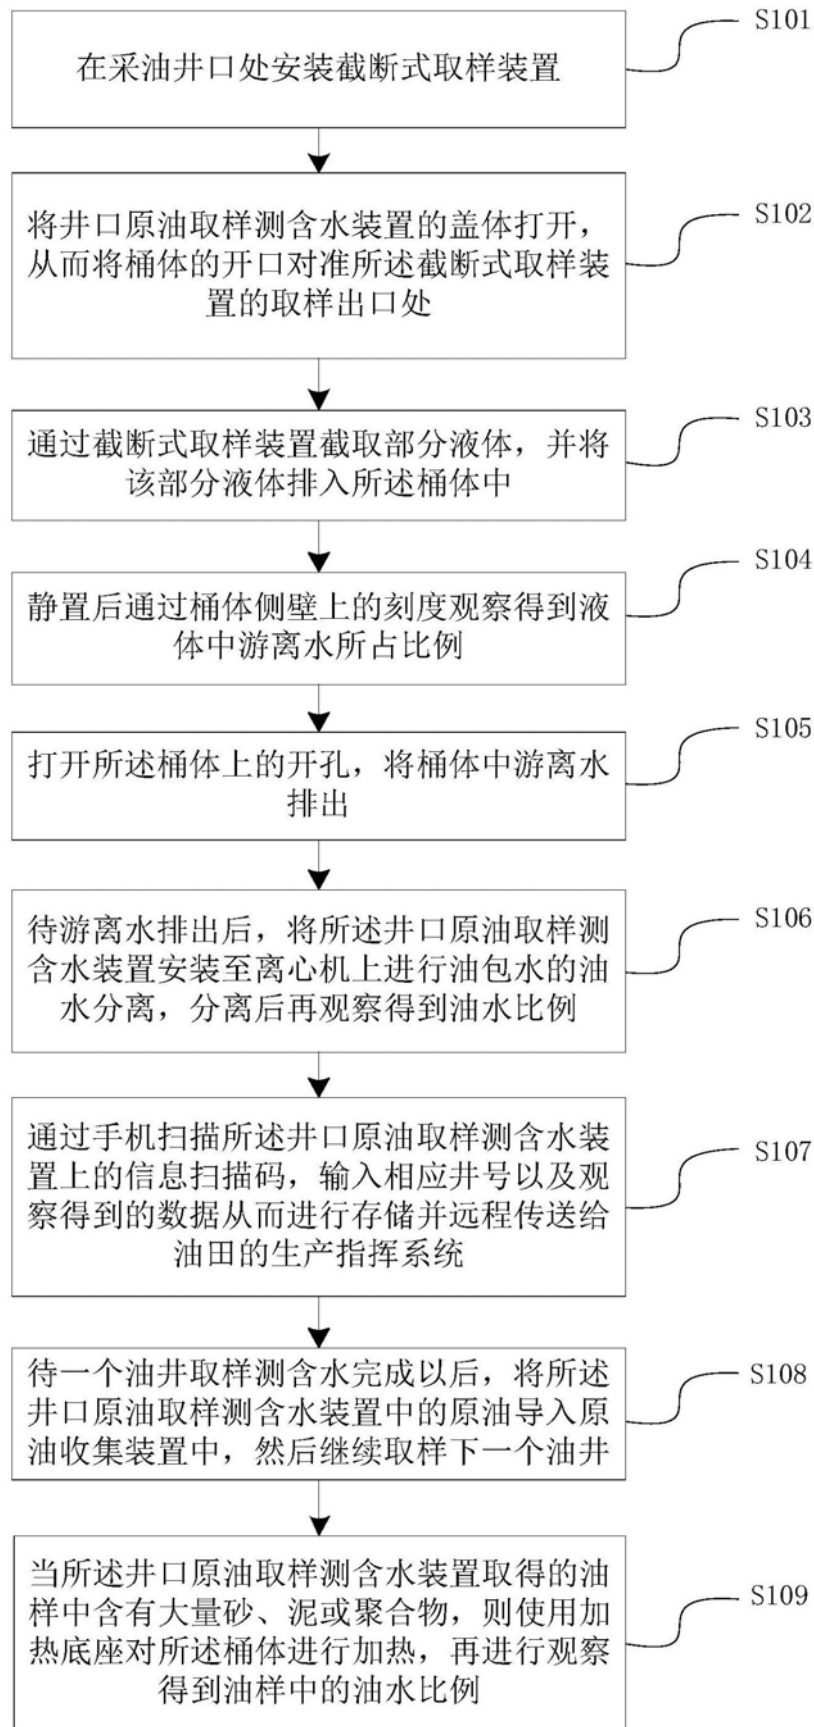 在采油井口处安装截断式取样装置
S101
将井口原油取样测含水装置的盖体打开，
从而将桶体的开口对准所述截断式取样装
置的取样出口处
S102
通过截断式取样装置截取部分液体，并将
该部分液体排入所述桶体中
S103
静置后通过桶体侧壁上的刻度观察得到液
体中游离水所占比例
S104
打开所述桶体上的开孔，将桶体中游离水
排出
S105
待游离水排出后，将所述井口原油取样测
含水装置安装至离心机上进行油包水的油
水分离，分离后再观察得到油水比例
S106
通过手机扫描所述井口原油取样测含水装
置上的信息扫描码，输入相应井号以及观
察得到的数据从而进行存储并远程传送给
油田的生产指挥系统
S107
待一个油井取样测含水完成以后，将所述
井口原油取样测含水装置中的原油导入原
油收集装置中，然后继续取样下一个油井
S108
当所述井口原油取样测含水装置取得的油
样中含有大量砂、泥或聚合物，则使用加
热底座对所述桶体进行加热，再进行观察
得到油样中的油水比例
S109